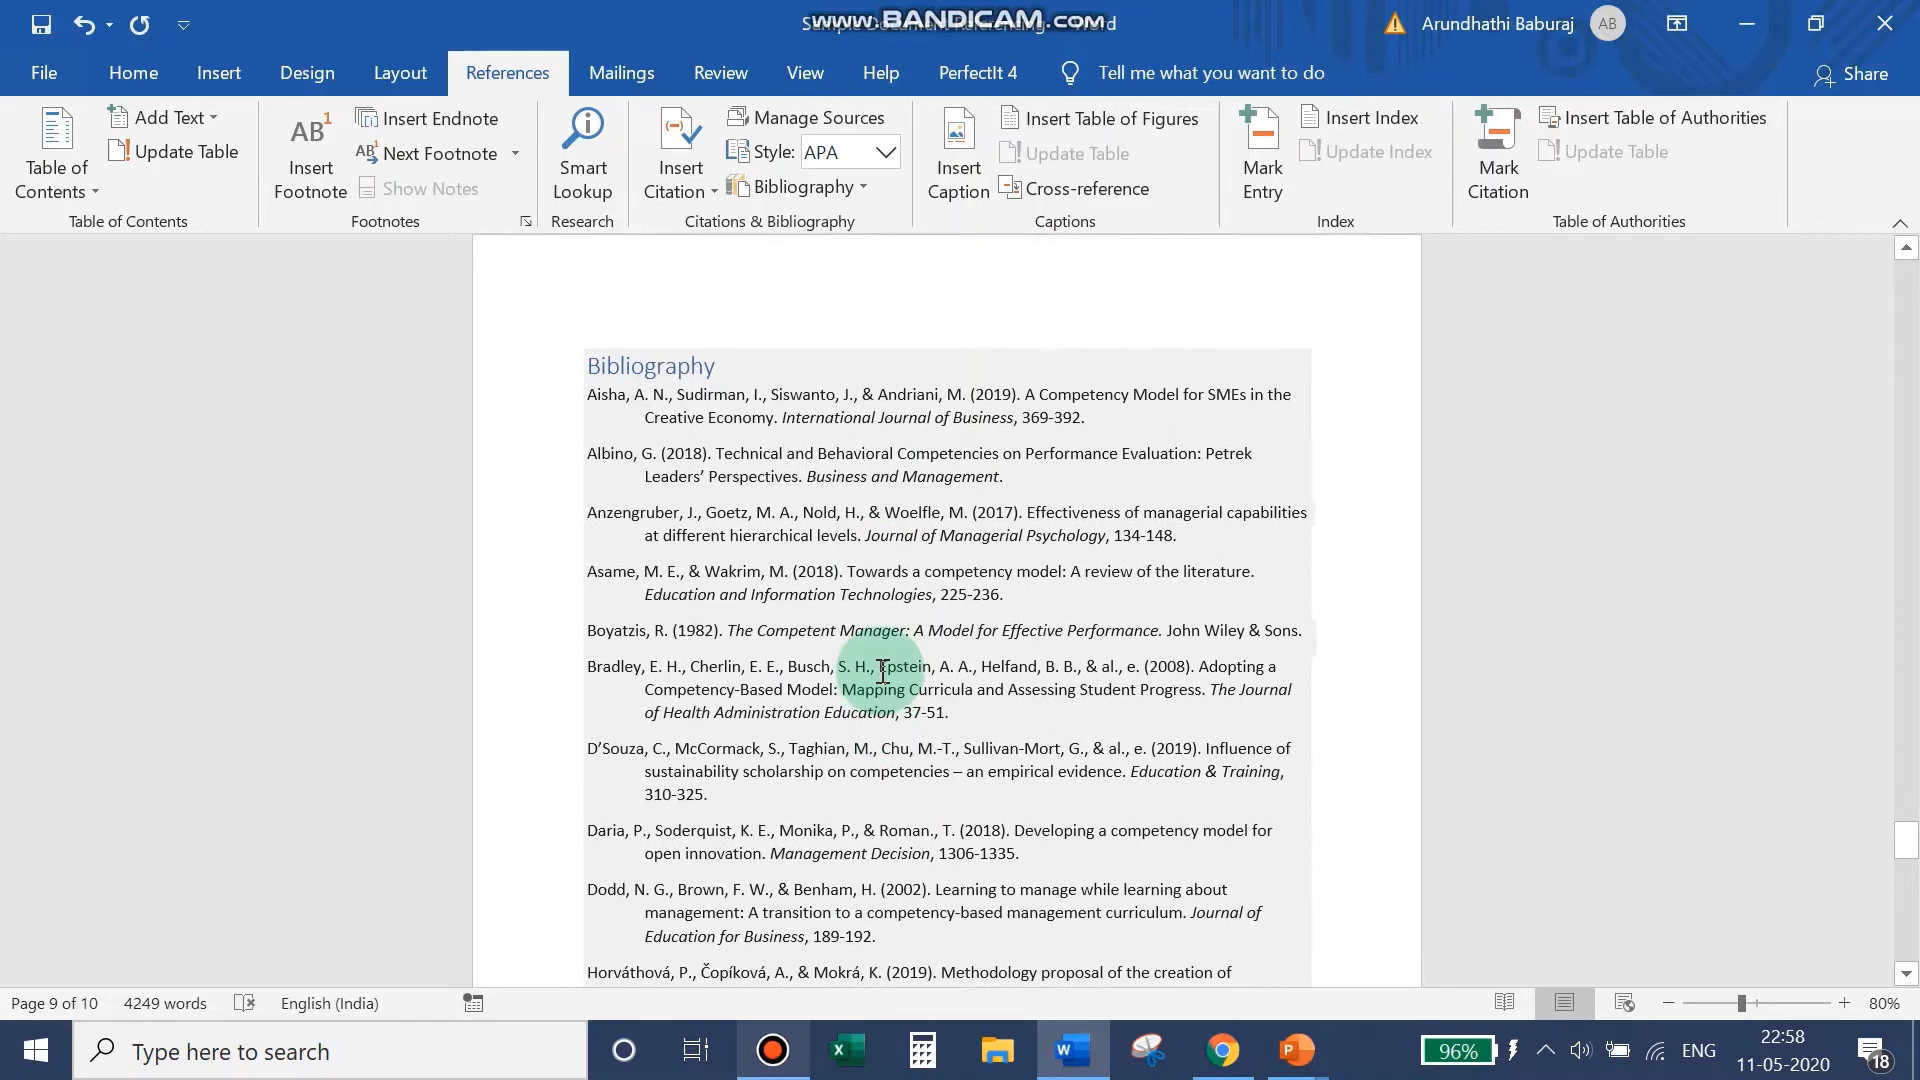 www.BANDICAM.com
Arundhathi Baburaj AB
File Home Insert Design Layout References Mailings Review View Help PerfectIt 4 Tell me what you want to do Share
Table of Contents
Add Text
Update Table
Table of Contents
AB1 Insert Footnote
Insert Endnote
AB1 Next Footnote
Show Notes
Footnotes
Smart Lookup
Research
Insert Citation
Manage Sources
Style: APA
Bibliography
Citations & Bibliography
Insert Caption
Insert Table of Figures
Update Table
Cross-reference
Captions
Mark Entry
Insert Index
Update Index
Index
Mark Citation
Insert Table of Authorities
Update Table
Table of Authorities
Bibliography
Aisha, A. N., Sudirman, I., Siswanto, J., & Andriani, M. (2019). A Competency Model for SMEs in the
Creative Economy. International Journal of Business, 369-392.
Albino, G. (2018). Technical and Behavioral Competencies on Performance Evaluation: Petrek
Leaders’ Perspectives. Business and Management.
Anzengruber, J., Goetz, M. A., Nold, H., & Woelfle, M. (2017). Effectiveness of managerial capabilities
at different hierarchical levels. Journal of Managerial Psychology, 134-148.
Asame, M. E., & Wakrim, M. (2018). Towards a competency model: A review of the literature.
Education and Information Technologies, 225-236.
Boyatzis, R. (1982). The Competent Manager: A Model for Effective Performance. John Wiley & Sons.
Bradley, E. H., Cherlin, E. E., Busch, S. H., Epstein, A. A., Helfand, B. B., & al., e. (2008). Adopting a
Competency-Based Model: Mapping Curricula and Assessing Student Progress. The Journal
of Health Administration Education, 37-51.
D’Souza, C., McCormack, S., Taghian, M., Chu, M.-T., Sullivan-Mort, G., & al., e. (2019). Influence of
sustainability scholarship on competencies – an empirical evidence. Education & Training,
310-325.
Daria, P., Soderquist, K. E., Monika, P., & Roman., T. (2018). Developing a competency model for
open innovation. Management Decision, 1306-1335.
Dodd, N. G., Brown, F. W., & Benham, H. (2002). Learning to manage while learning about
management: A transition to a competency-based management curriculum. Journal of
Education for Business, 189-192.
Horváthová, P., Čopíková, A., & Mokrá, K. (2019). Methodology proposal of the creation of
Page 9 of 10 4249 words English (India) 80%
Type here to search
96% ENG
22:58
11-05-2020
18